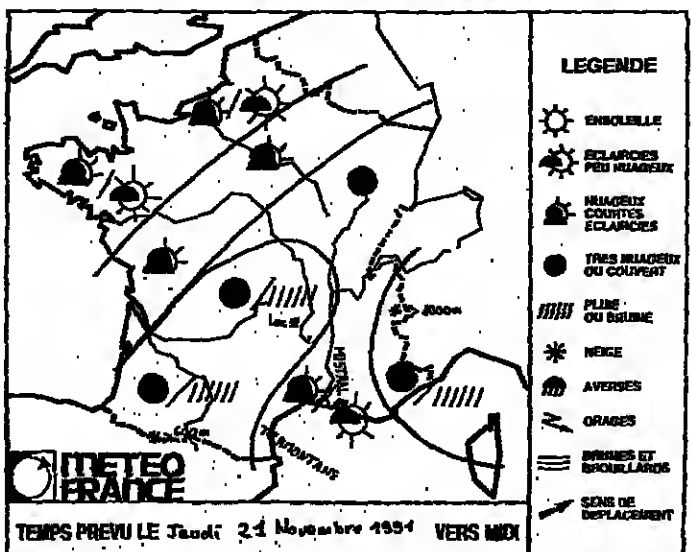 LEGENDE
ENSOLEILLE
ECLAIRCIES
PEU NUAGEUX
NUAGEUX
COURTES
ECLAIRCIES
TRES NUAGEUX
OU COUVERT
PLUIE
OU BRUINE
NEIGE
AVERSES
ORAGES
BRUMES ET
BROUILLARDS
SENS DE
DEPLACEMENT
MISTRAL
TRAMONTANE
METEO
FRANCE
TEMPS PREVU LE Jeudi 21 Novembre 1991 VERS MIDI